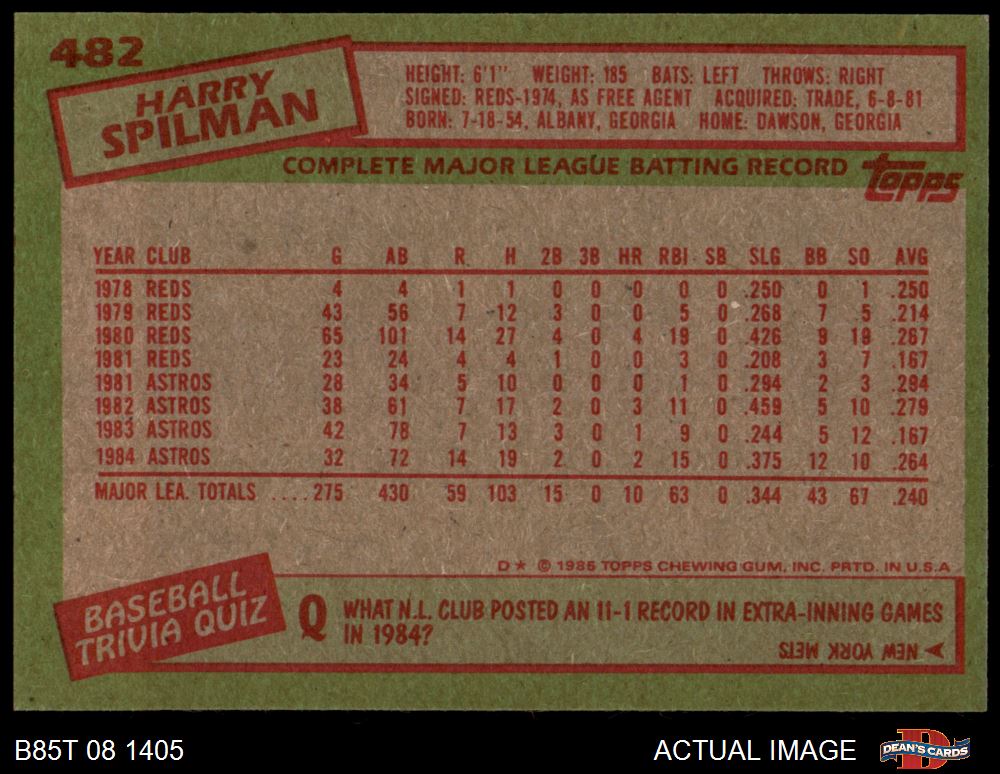 482
HARRY
SPILMAN
HEIGHT: 6'1" WEIGHT: 185 BATS: LEFT THROWS: RIGHT
SIGNED: REDS-1974, AS FREE AGENT ACQUIRED: TRADE, 6-8-81
BORN: 7-18-54, ALBANY, GEORGIA HOME: DAWSON, GEORGIA
COMPLETE MAJOR LEAGUE BATTING RECORD
topps
YEAR CLUB G AB R H 2B 3B HR RBI SB SLG BB SO AVG
1978 REDS 4 4 1 1 0 0 0 0 0 .250 0 1 .250
1979 REDS 43 56 7 12 3 0 0 5 0 .268 7 5 .214
1980 REDS 65 101 14 27 4 0 4 19 0 .426 9 19 .267
1981 REDS 23 24 4 4 1 0 0 3 0 .208 3 7 .167
1981 ASTROS 28 34 5 10 0 0 0 1 0 .294 2 3 .294
1982 ASTROS 38 61 7 17 2 0 3 11 0 .459 5 10 .279
1983 ASTROS 42 78 7 13 3 0 1 9 0 .244 5 12 .167
1984 ASTROS 32 72 14 19 2 0 2 15 0 .375 12 10 .264
MAJOR LEA. TOTALS ....275 430 59 103 15 0 10 63 0 .344 43 67 .240
D★ © 1985 TOPPS CHEWING GUM, INC. PRTD. IN U.S.A
BASEBALL
TRIVIA QUIZ
Q WHAT N.L. CLUB POSTED AN 11-1 RECORD IN EXTRA-INNING GAMES
IN 1984?
A NEW YORK METS
B85T 08 1405
ACTUAL IMAGE
D
DEAN'S CARDS